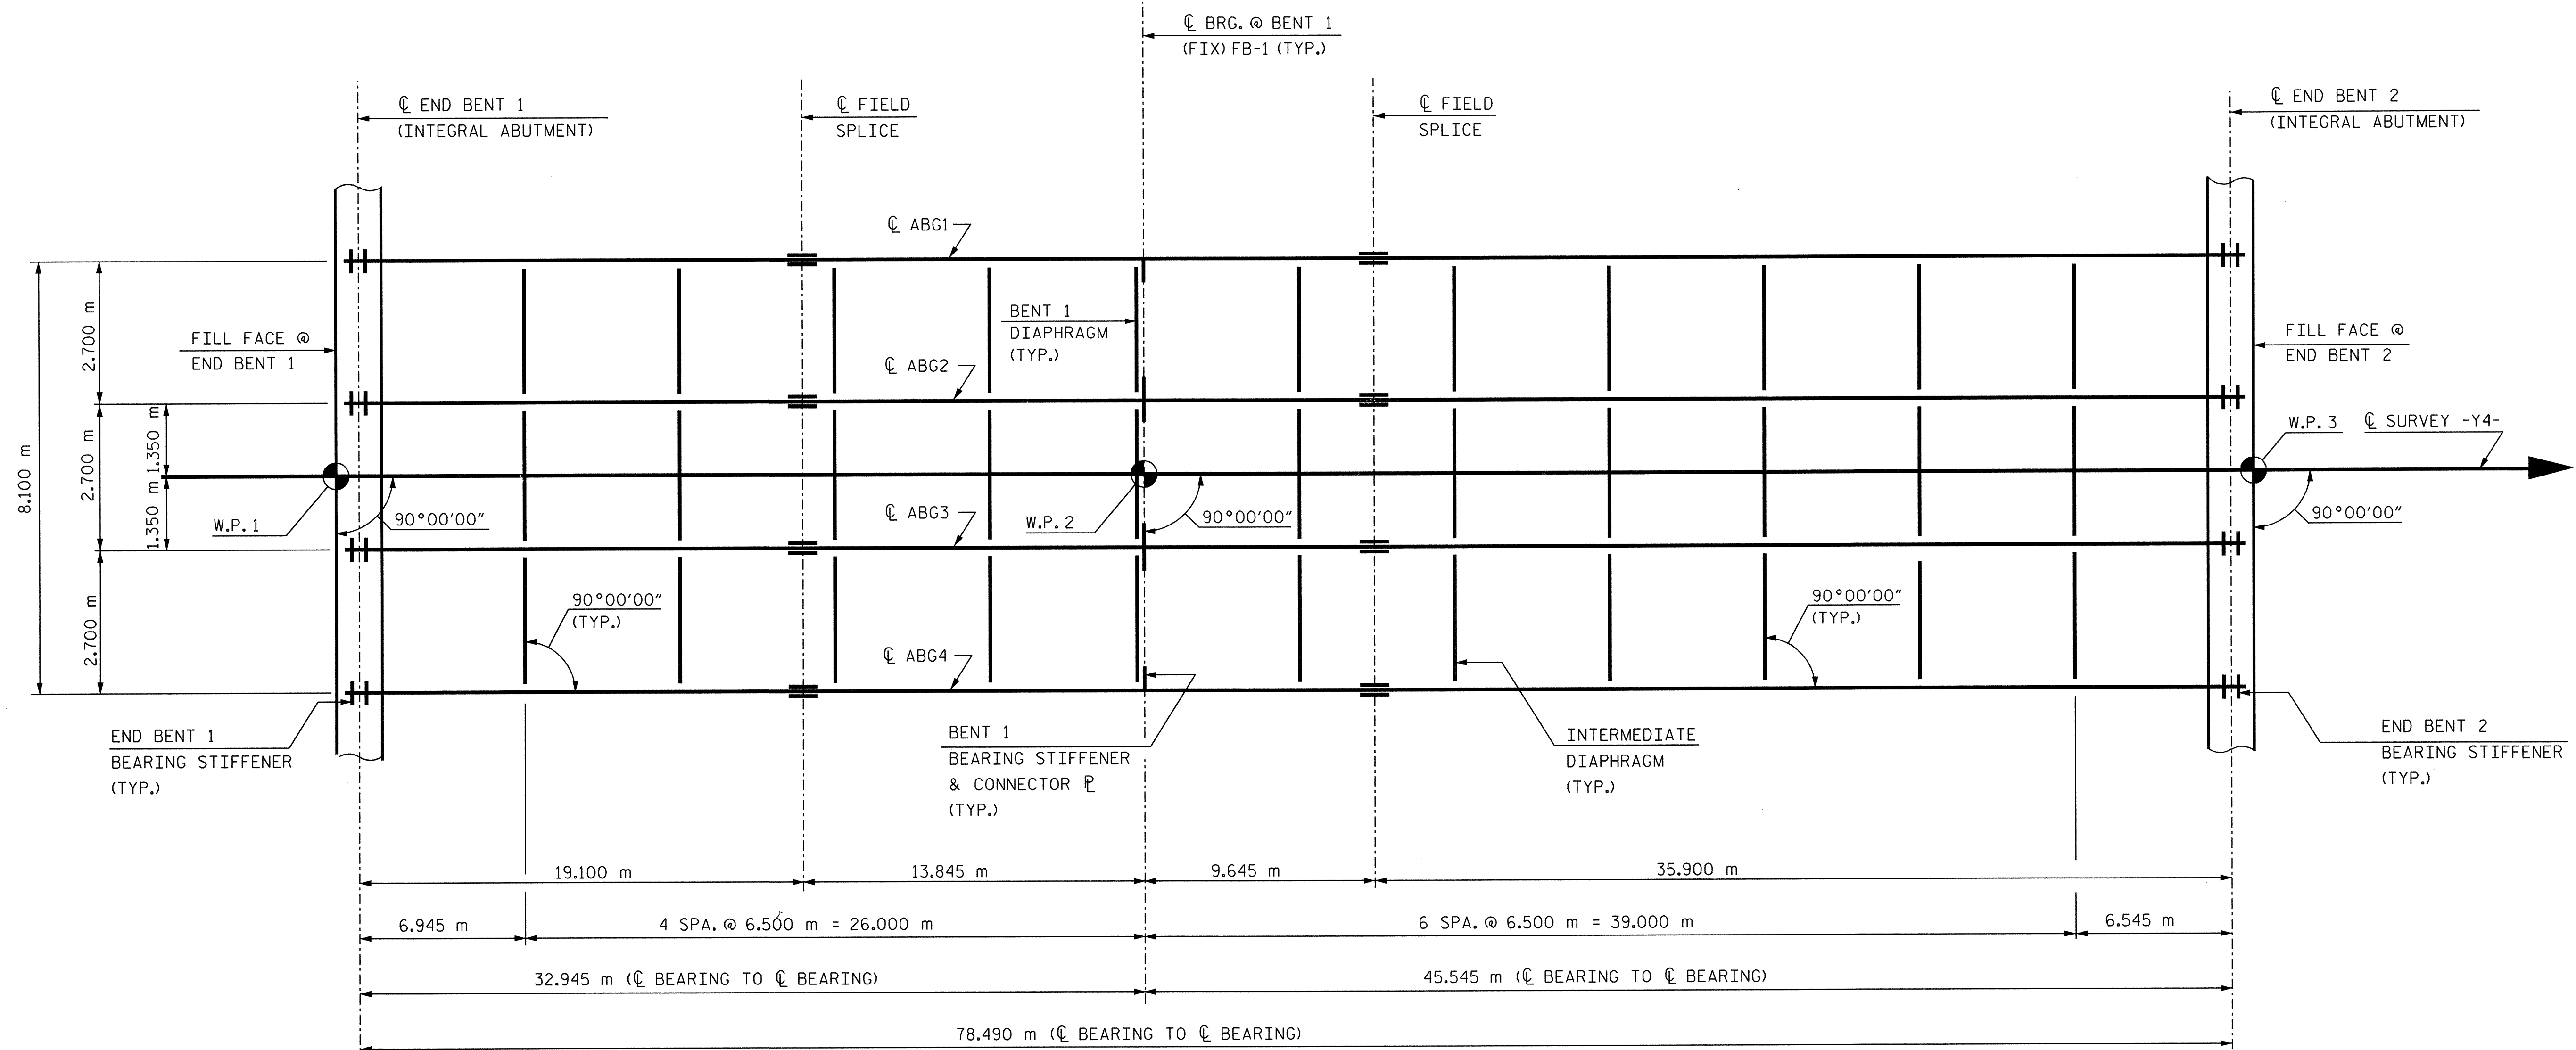 ℄ BRG. @ BENT 1
(FIX) FB-1 (TYP.)
℄ END BENT 1
(INTEGRAL ABUTMENT)
℄ FIELD
SPLICE
℄ FIELD
SPLICE
℄ END BENT 2
(INTEGRAL ABUTMENT)
℄ ABG1
BENT 1
DIAPHRAGM
(TYP.)
FILL FACE @
END BENT 1
FILL FACE @
END BENT 2
℄ ABG2
2.700 m
2.700 m
2.700 m
8.100 m
1.350 m
1.350 m
W.P. 1
90°00'00"
W.P. 2
90°00'00"
W.P. 3
℄ SURVEY -Y4-
90°00'00"
℄ ABG3
90°00'00"
(TYP.)
90°00'00"
(TYP.)
℄ ABG4
END BENT 1
BEARING STIFFENER
(TYP.)
BENT 1
BEARING STIFFENER
& CONNECTOR ⅊
(TYP.)
INTERMEDIATE
DIAPHRAGM
(TYP.)
END BENT 2
BEARING STIFFENER
(TYP.)
19.100 m
13.845 m
9.645 m
35.900 m
6.945 m
4 SPA. @ 6.500 m = 26.000 m
6 SPA. @ 6.500 m = 39.000 m
6.545 m
32.945 m (℄ BEARING TO ℄ BEARING)
45.545 m (℄ BEARING TO ℄ BEARING)
78.490 m (℄ BEARING TO ℄ BEARING)